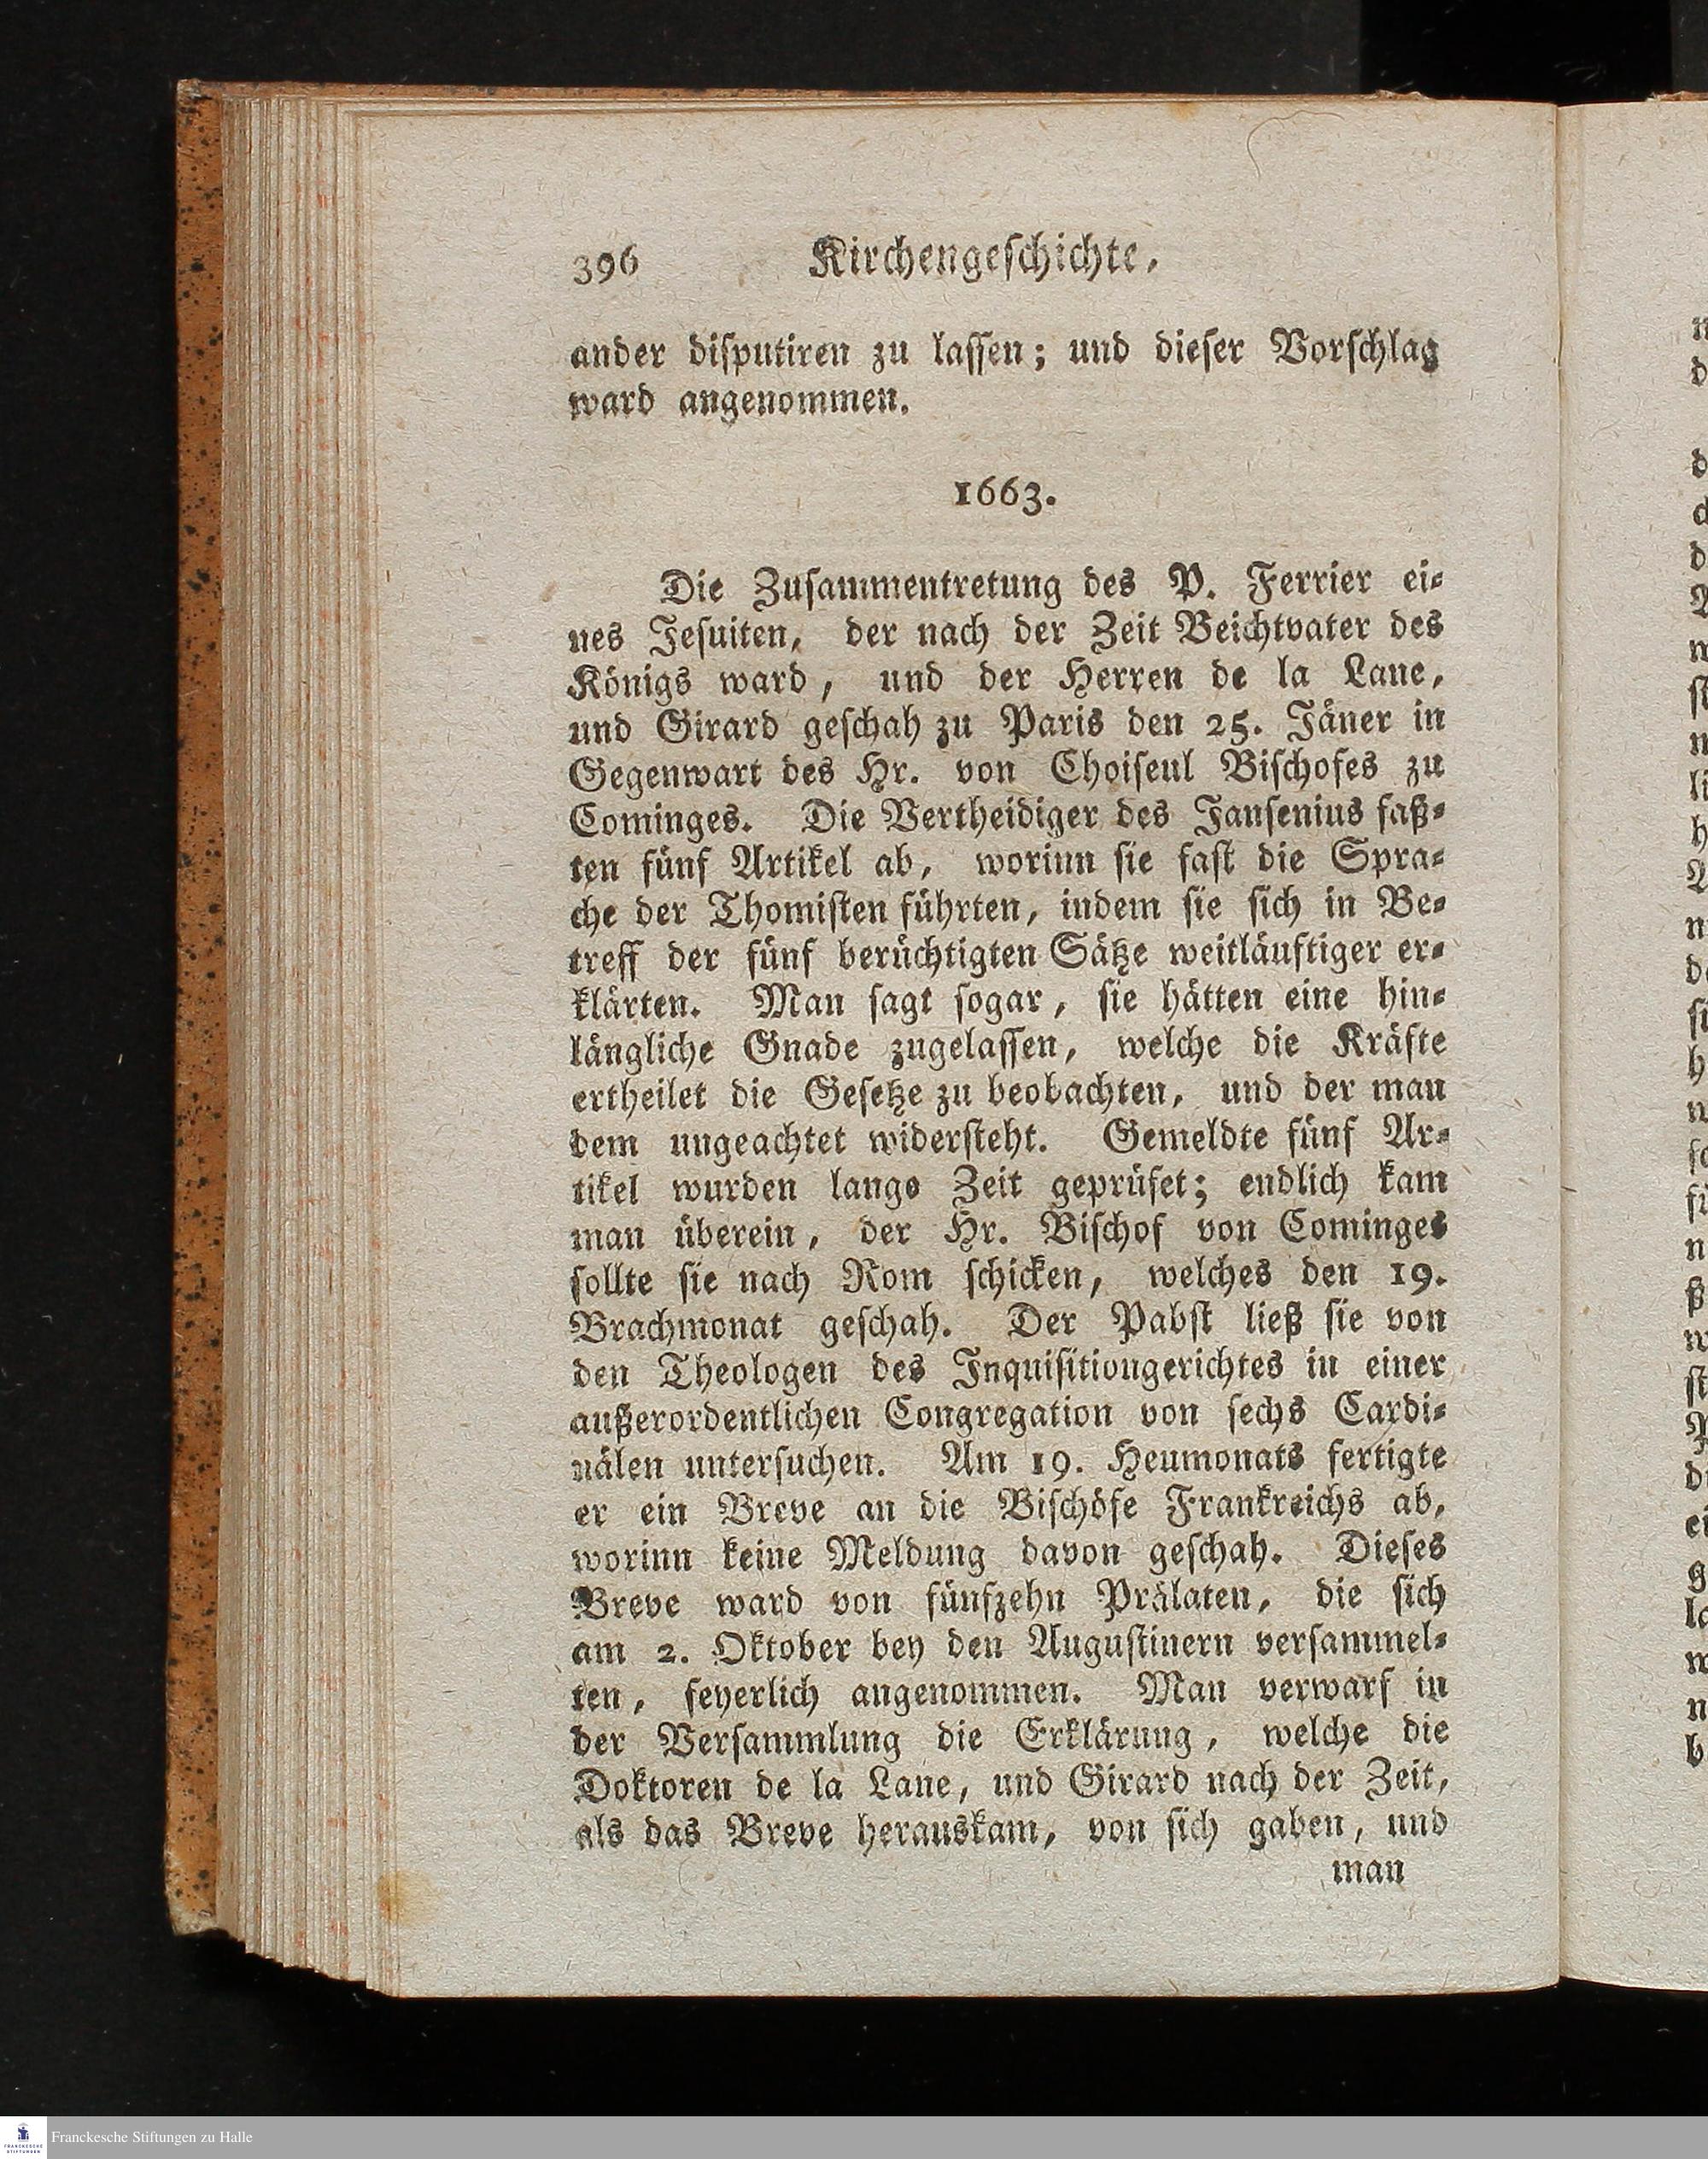 396 Kirchengeschichte,
ander disputiren zu lassen; und dieser Vorschlag
ward angenommen.
1663.
Die Zusammentretung des P. Ferrier ei-
nes Jesuiten, der nach der Zeit Beichtvater des
Königs ward, und der Herren de la Lane,
und Girard geschah zu Paris den 25. Jäner in
Gegenwart des Hr. von Choiseul Bischofes zu
Cominges. Die Vertheidiger des Jansenius faß-
ten fünf Artikel ab, worinn sie fast die Spra-
che der Thomisten führten, indem sie sich in Be-
treff der fünf berüchtigten Sätze weitläuftiger er-
klärten. Man sagt sogar, sie hätten eine hin-
längliche Gnade zugelassen, welche die Kräfte
ertheilet die Gesetze zu beobachten, und der man
dem ungeachtet widersteht. Gemeldte fünf Ar-
tikel wurden lange Zeit geprüfet; endlich kam
man überein, der Hr. Bischof von Cominges
sollte sie nach Rom schicken, welches den 19.
Brachmonat geschah. Der Pabst ließ sie von
den Theologen des Inquisitiongerichtes in einer
außerordentlichen Congregation von sechs Cardi-
nälen untersuchen. Am 19. Heumonats fertigte
er ein Breve an die Bischöfe Frankreichs ab,
worinn keine Meldung davon geschah. Dieses
Breve ward von fünfzehn Prälaten, die sich
am 2. Oktober bey den Augustinern versammel-
ten, feyerlich angenommen. Man verwarf in
der Versammlung die Erklärung, welche die
Doktoren de la Lane, und Girard nach der Zeit,
als das Breve herauskam, von sich gaben, und
man
FRANCKESCHE
STIFTUNGEN
Franckesche Stiftungen zu Halle